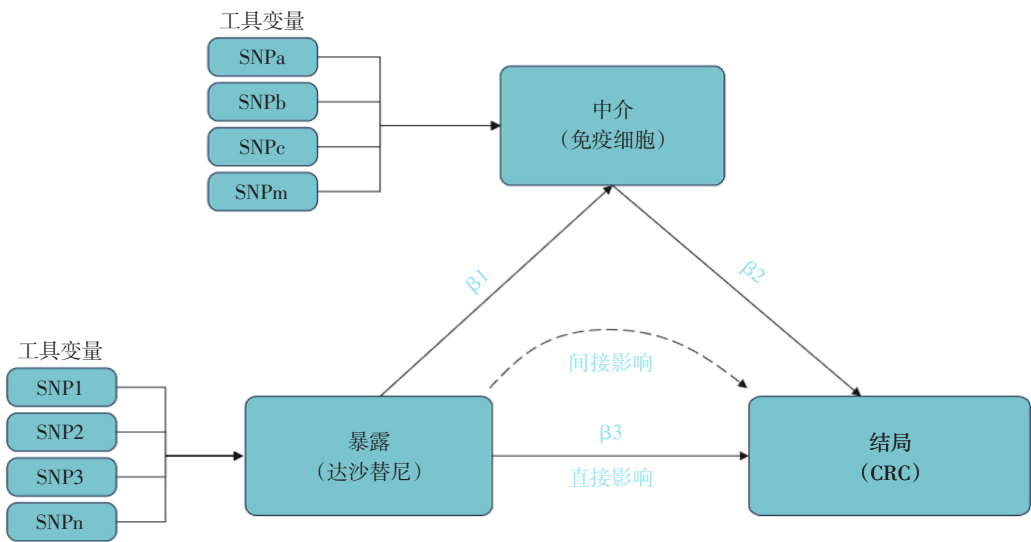 工具变量
SNPa
SNPb
SNPc
SNPm
中介
（免疫细胞）
β1
β2
工具变量
SNP1
SNP2
SNP3
SNPn
暴露
（达沙替尼）
间接影响
β3
直接影响
结局
（CRC）